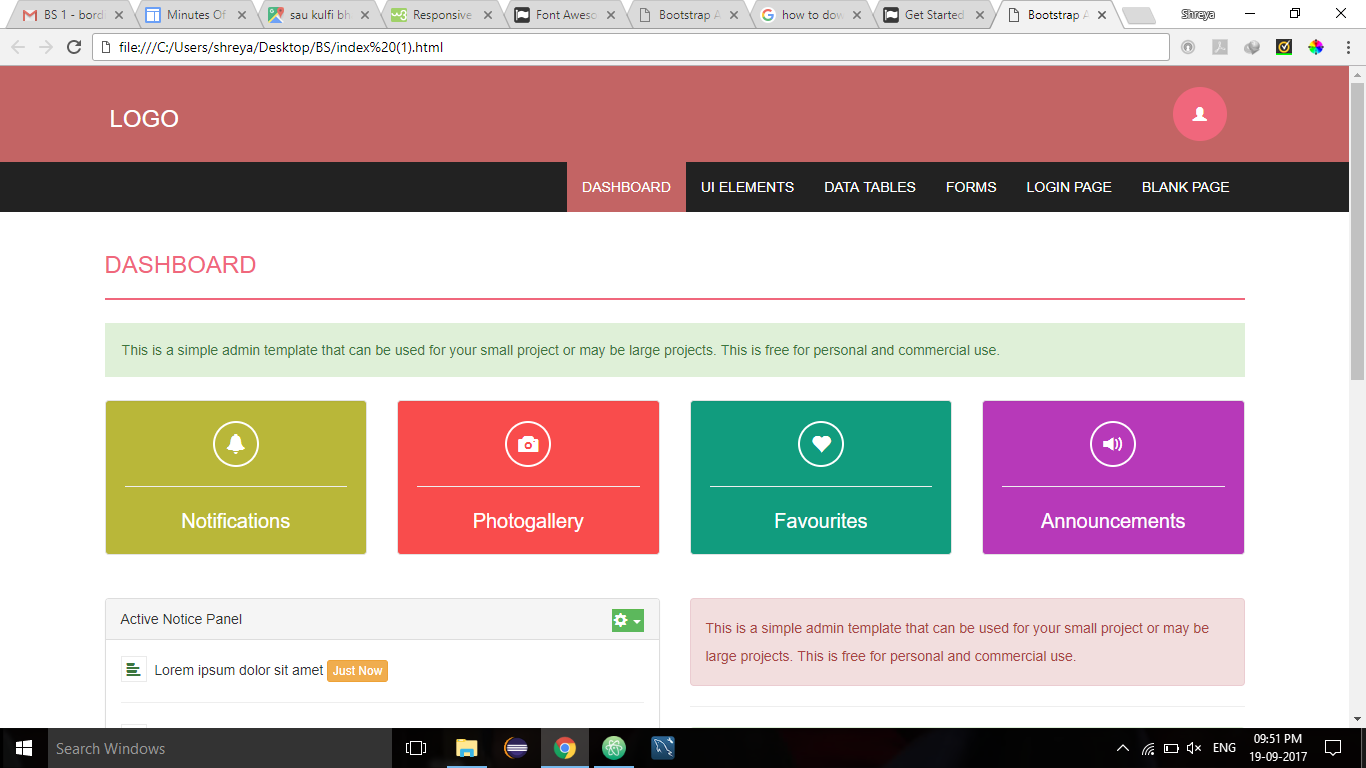 BS 1 - bord
Minutes Of
sau kulfi bh
Responsive
Font Aweso
Bootstrap A
how to dow
Get Started
Bootstrap A
Shreya
file:///C:/Users/shreya/Desktop/BS/index%20(1).html
LOGO
DASHBOARD UI ELEMENTS DATA TABLES FORMS LOGIN PAGE BLANK PAGE
DASHBOARD
This is a simple admin template that can be used for your small project or may be large projects. This is free for personal and commercial use.
Notifications
Photogallery
Favourites
Announcements
Active Notice Panel
Lorem ipsum dolor sit amet Just Now
This is a simple admin template that can be used for your small project or may be
large projects. This is free for personal and commercial use.
Search Windows
ENG
09:51 PM
19-09-2017